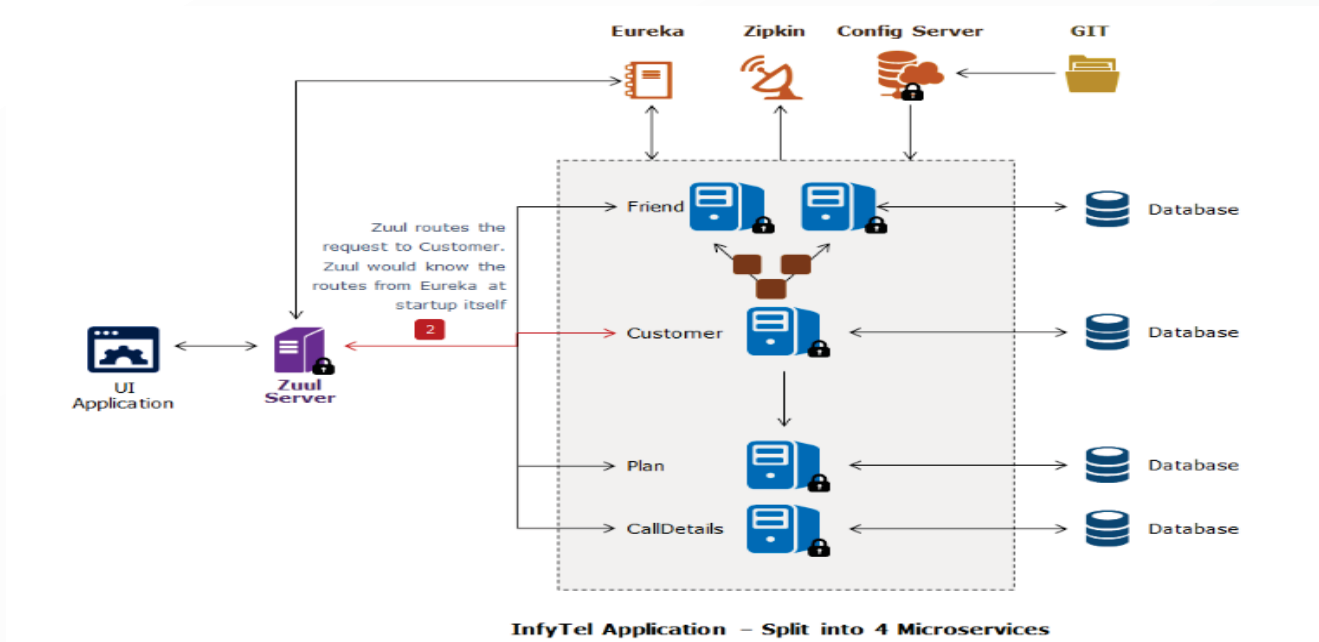 Eureka
Zipkin
Config Server
GIT
Friend
Database
Zuul routes the
request to Customer.
Zuul would know the
routes from Eureka at
startup itself
2
Customer
Database
UI
Application
Zuul
Server
Plan
Database
CallDetails
Database
InfyTel Application – Split into 4 Microservices